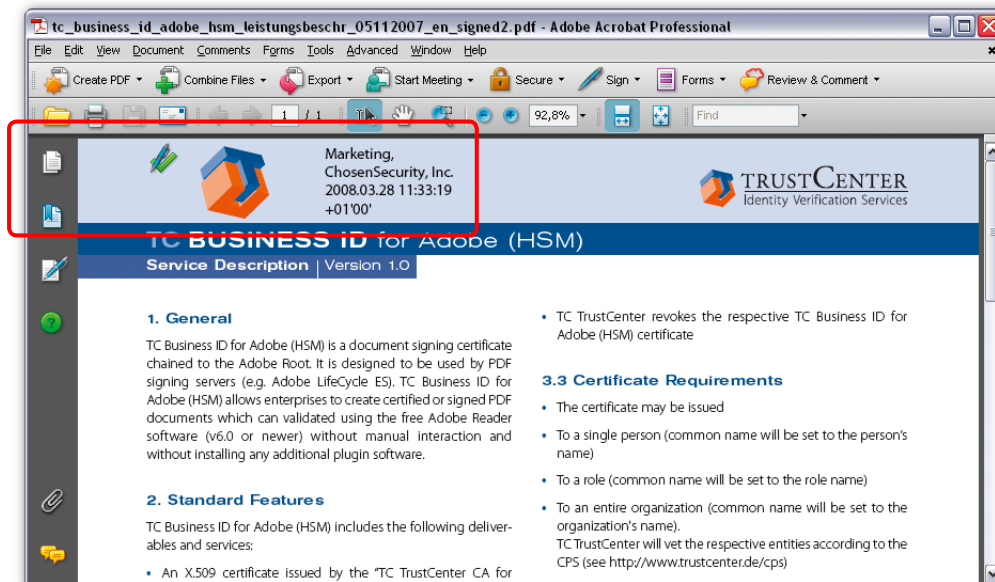 tc_business_id_adobe_hsm_leistungsbeschr_05112007_en_signed2.pdf - Adobe Acrobat Professional
File Edit View Document Comments Forms Tools Advanced Window Help
Create PDF Combine Files Export Start Meeting Secure Sign Forms Review & Comment
1 / 1 92,8% Find
Marketing,
ChosenSecurity, Inc.
2008.03.28 11:33:19
+01'00'
TRUSTCENTER
Identity Verification Services
TC BUSINESS ID for Adobe (HSM)
Service Description | Version 1.0
1. General
TC Business ID for Adobe (HSM) is a document signing certificate
chained to the Adobe Root. It is designed to be used by PDF
signing servers (e.g. Adobe LifeCycle ES). TC Business ID for
Adobe (HSM) allows enterprises to create certified or signed PDF
documents which can validated using the free Adobe Reader
software (v6.0 or newer) without manual interaction and
without installing any additional plugin software.
2. Standard Features
TC Business ID for Adobe (HSM) includes the following deliver-
ables and services:
• An X.509 certificate issued by the "TC TrustCenter CA for
• TC TrustCenter revokes the respective TC Business ID for
Adobe (HSM) certificate
3.3 Certificate Requirements
• The certificate may be issued
• To a single person (common name will be set to the person's
name)
• To a role (common name will be set to the role name)
• To an entire organization (common name will be set to the
organization's name).
TC TrustCenter will vet the respective entities according to the
CPS (see http://www.trustcenter.de/cps)